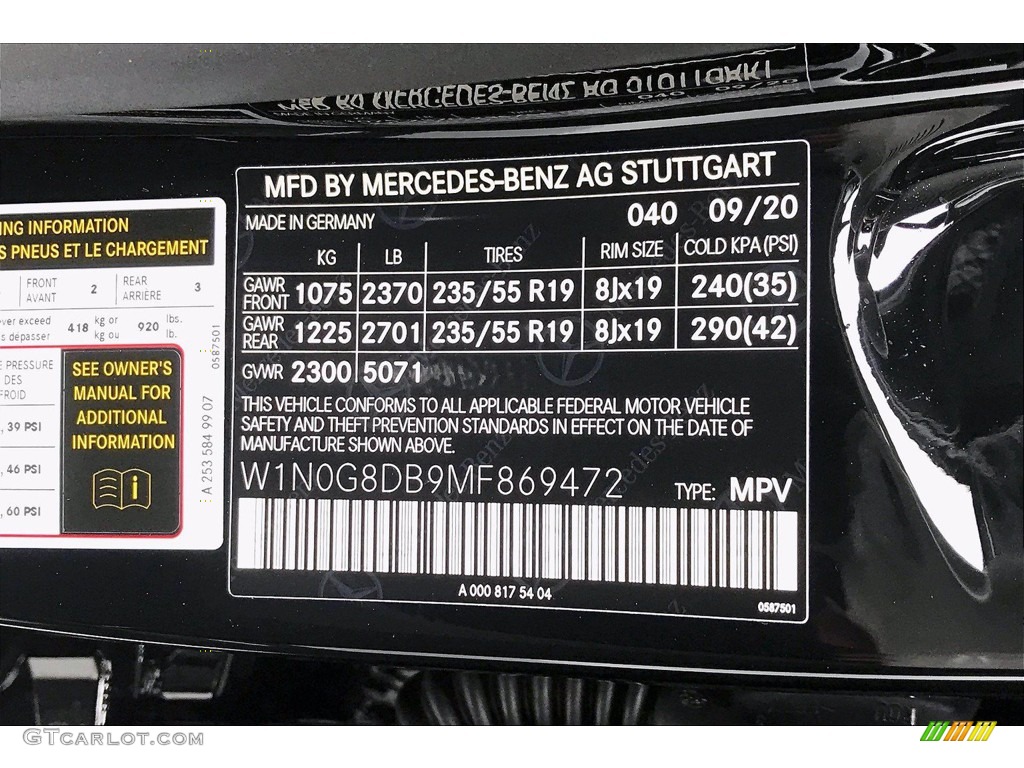 MFD BY MERCEDES-BENZ AG STUTTGART
MADE IN GERMANY 040 09/20
KG LB TIRES RIM SIZE COLD KPA (PSI)
GAWR FRONT 1075 2370 235/55 R19 8Jx19 240(35)
GAWR REAR 1225 2701 235/55 R19 8Jx19 290(42)
GVWR 2300 5071
THIS VEHICLE CONFORMS TO ALL APPLICABLE FEDERAL MOTOR VEHICLE
SAFETY AND THEFT PREVENTION STANDARDS IN EFFECT ON THE DATE OF
MANUFACTURE SHOWN ABOVE.
W1N0G8DB9MF869472 TYPE: MPV
A 000 817 54 04
0587501
INFORMATION
PNEUS ET LE CHARGEMENT
FRONT AVANT 2 REAR ARRIÈRE 3
exceed 418 kg or kg ou 920 lbs. lb.
dépasser
PRESSURE
DES
39 PSI
46 PSI
60 PSI
SEE OWNER'S
MANUAL FOR
ADDITIONAL
INFORMATION
i
0587501
A 253 584 99 07
GTCarlot.com